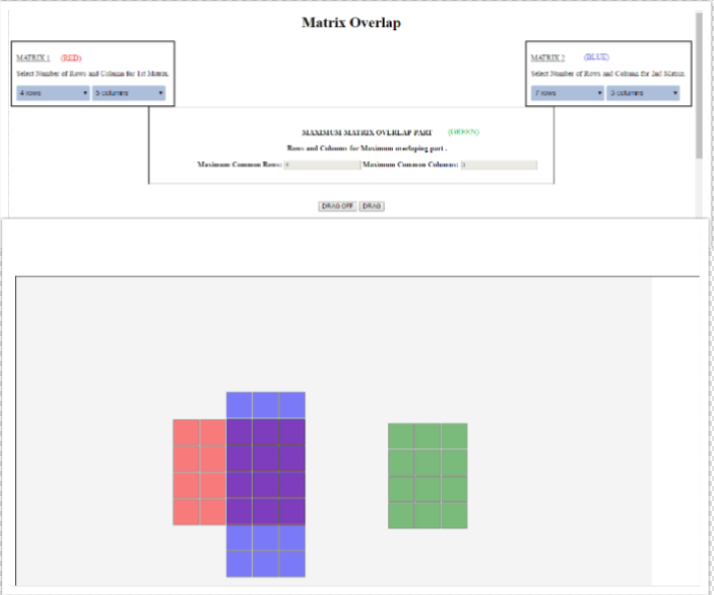 Matrix Overlap
MATRIX 1 (RED)
Select Number of Rows and Column for 1st Matrix.
4 rows 5 columns
MATRIX 2 (BLUE)
Select Number of Rows and Column for 2nd Matrix.
7 rows 3 columns
MAXIMUM MATRIX OVERLAP PART (GREEN)
Rows and Columns for Maximum overlaping part .
Maximum Common Rows: 4 Maximum Common Columns: 3
DRAG OFF DRAG